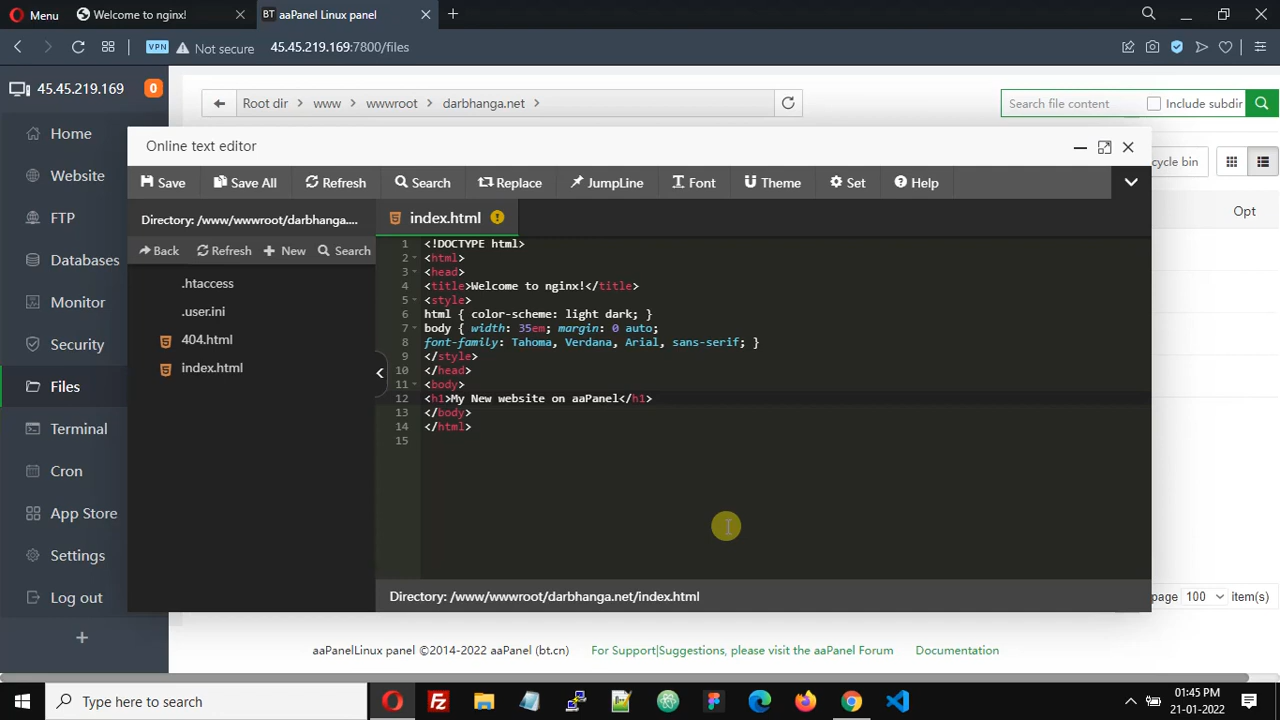 Menu
Welcome to nginx!
BT aaPanel Linux panel
VPN Not secure 45.45.219.169:7800/files
45.45.219.169 0
Root dir www wwwroot darbhanga.net
Search file content Include subdir
Home
Online text editor
cycle bin
Website
Save Save All Refresh Search Replace JumpLine Font Theme Set Help
FTP
Directory: /www/wwwroot/darbhanga....
index.html
Opt
Back Refresh New Search
Databases
Monitor
Security
Files
Terminal
Cron
App Store
Settings
Log out
.htaccess
.user.ini
404.html
index.html
1 <!DOCTYPE html>
2 <html>
3 <head>
4 <title>Welcome to nginx!</title>
5 <style>
6 html { color-scheme: light dark; }
7 body { width: 35em; margin: 0 auto;
8 font-family: Tahoma, Verdana, Arial, sans-serif; }
9 </style>
10 </head>
11 <body>
12 <h1>My New website on aaPanel</h1>
13 </body>
14 </html>
15
Directory: /www/wwwroot/darbhanga.net/index.html
page 100 item(s)
aaPanelLinux panel ©2014-2022 aaPanel (bt.cn) For Support|Suggestions, please visit the aaPanel Forum Documentation
Type here to search
01:45 PM
21-01-2022